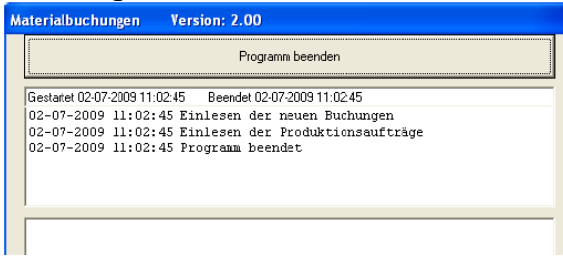 Materialbuchungen Version: 2.00
Programm beenden
Gestartet 02-07-2009 11:02:45 Beendet 02-07-2009 11:02:45
02-07-2009 11:02:45 Einlesen der neuen Buchungen
02-07-2009 11:02:45 Einlesen der Produktionsaufträge
02-07-2009 11:02:45 Programm beendet